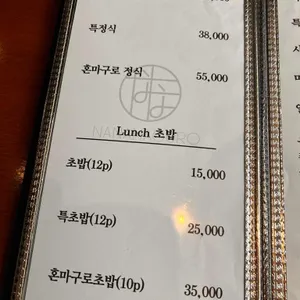 특정식 38,000
혼마구로 정식 55,000
Lunch 초밥
초밥(12p) 15,000
특초밥(12p) 25,000
혼마구로초밥(10p) 35,000